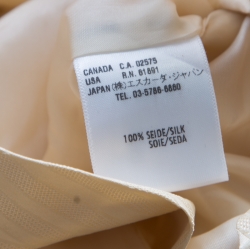 CANADA C.A. 02575
USA R.N. 81891
JAPAN (株)エスカーダ・ジャパン
TEL. 03-5786-6880
100% SEIDE/SILK
SOIE/SEDA